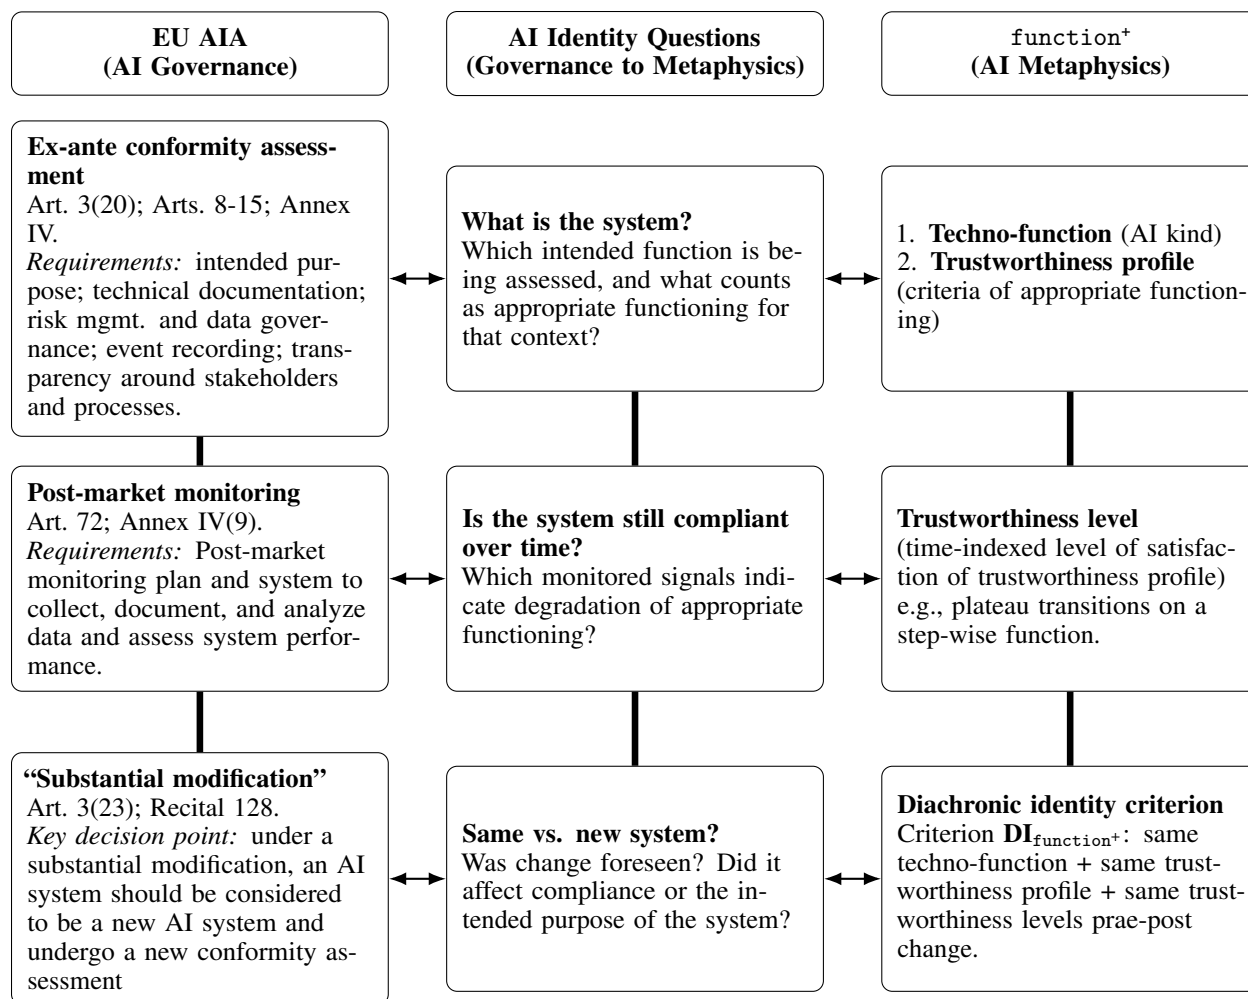 EU AIA
(AI Governance)
AI Identity Questions
(Governance to Metaphysics)
function⁺
(AI Metaphysics)
Ex-ante conformity assess-
ment
Art. 3(20); Arts. 8-15; Annex
IV.
Requirements: intended pur-
pose; technical documentation;
risk mgmt. and data gover-
nance; event recording; trans-
parency around stakeholders
and processes.
What is the system?
Which intended function is be-
ing assessed, and what counts
as appropriate functioning for
that context?
1. Techno-function (AI kind)
2. Trustworthiness profile
(criteria of appropriate function-
ing)
Post-market monitoring
Art. 72; Annex IV(9).
Requirements: Post-market
monitoring plan and system to
collect, document, and analyze
data and assess system perfor-
mance.
Is the system still compliant
over time?
Which monitored signals indi-
cate degradation of appropriate
functioning?
Trustworthiness level
(time-indexed level of satisfac-
tion of trustworthiness profile)
e.g., plateau transitions on a
step-wise function.
“Substantial modification”
Art. 3(23); Recital 128.
Key decision point: under a
substantial modification, an AI
system should be considered
to be a new AI system and
undergo a new conformity as-
sessment
Same vs. new system?
Was change foreseen? Did it
affect compliance or the in-
tended purpose of the system?
Diachronic identity criterion
Criterion DI function⁺: same
techno-function + same trust-
worthiness profile + same trust-
worthiness levels prae-post
change.